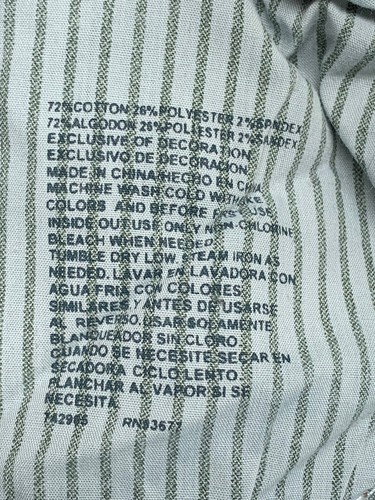 72%COTTON 26%POLYESTER 2%SPNDEX
72%ALGODON 26%POLIESTER 2%SANDEX
EXCLUSIVE OF DECORATION
EXCLUSIVO DE DECORACION
MADE IN CHINA/HECHO EN CHINA
MACHINE WASH COLD WITH LIKE
COLORS AND BEFORE FIRST USE
INSIDE OUT USE ONLY NON-CHLORINE
BLEACH WHEN NEEDED
TUMBLE DRY LOW. STEAM IRON AS
NEEDED. LAVAR EN LAVADORA CON
AGUA FRIA CON COLORES
SIMILARES Y ANTES DE USARSE
AL REVERSO. USAR SOLAMENTE
BLANQUEADOR SIN CLORO
CUANDO SE NECESITE SECAR EN
SECADORA CICLO LENTO
PLANCHAR AL VAPOR SI SE
NECESITA.
RN93677